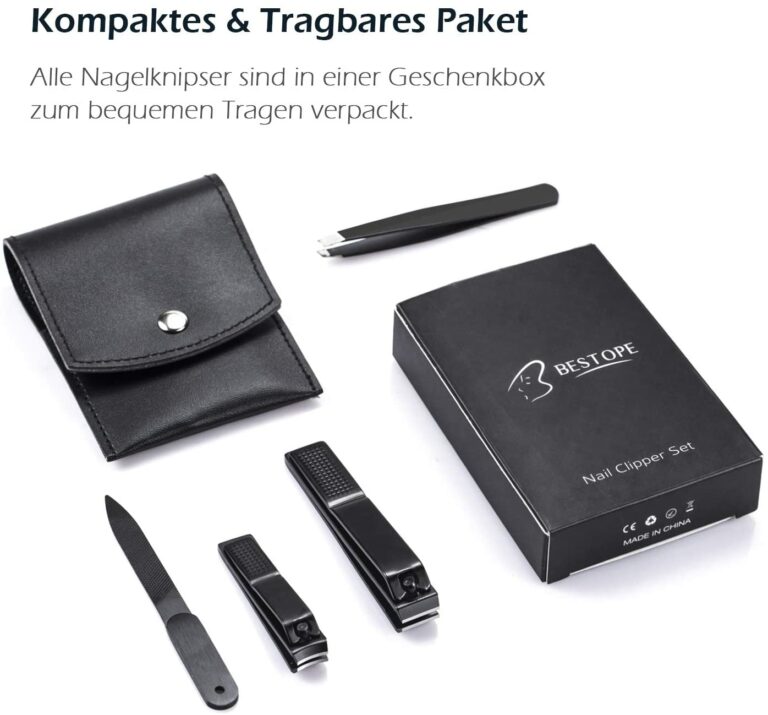 Kompaktes & Tragbares Paket
Alle Nagelknipser sind in einer Geschenkbox
zum bequemen Tragen verpackt.
BESTOPE
Nail Clipper Set
CE
MADE IN CHINA